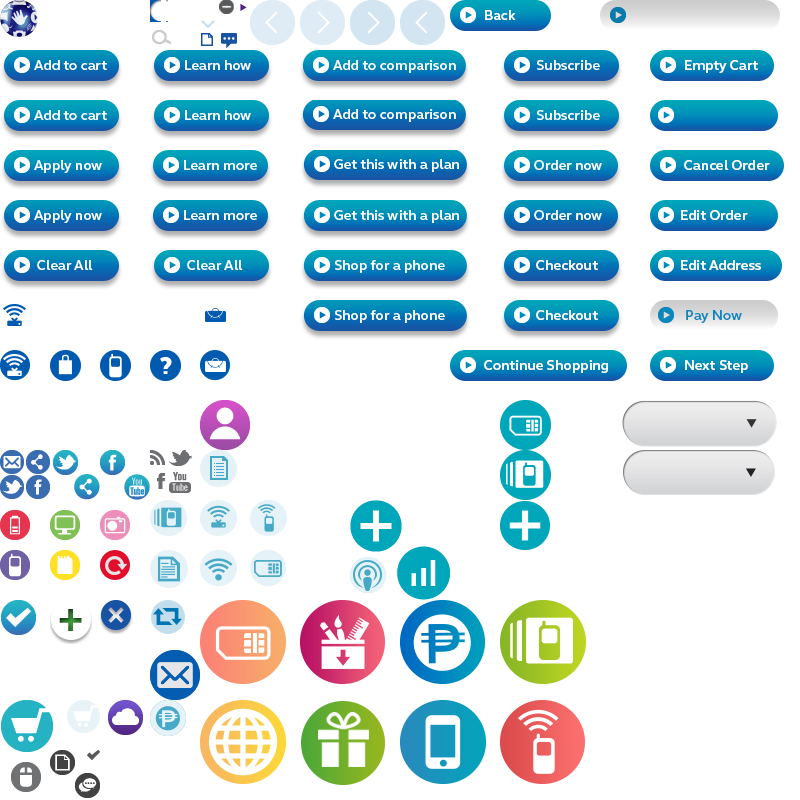 Back
Add to cart
Learn how
Add to comparison
Subscribe
Empty Cart
Add to cart
Learn how
Add to comparison
Subscribe
Apply now
Learn more
Get this with a plan
Order now
Cancel Order
Apply now
Learn more
Get this with a plan
Order now
Edit Order
Clear All
Clear All
Shop for a phone
Checkout
Edit Address
Shop for a phone
Checkout
Pay Now
?
Continue Shopping
Next Step
f
You
Tube
f
f
You
Tube